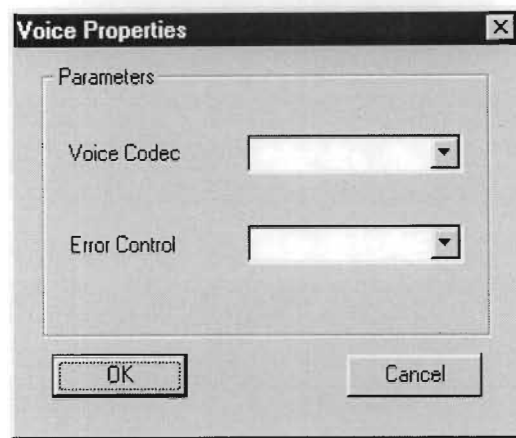 Voice Properties
Parameters
Voice Codec
Error Control
OK
Cancel